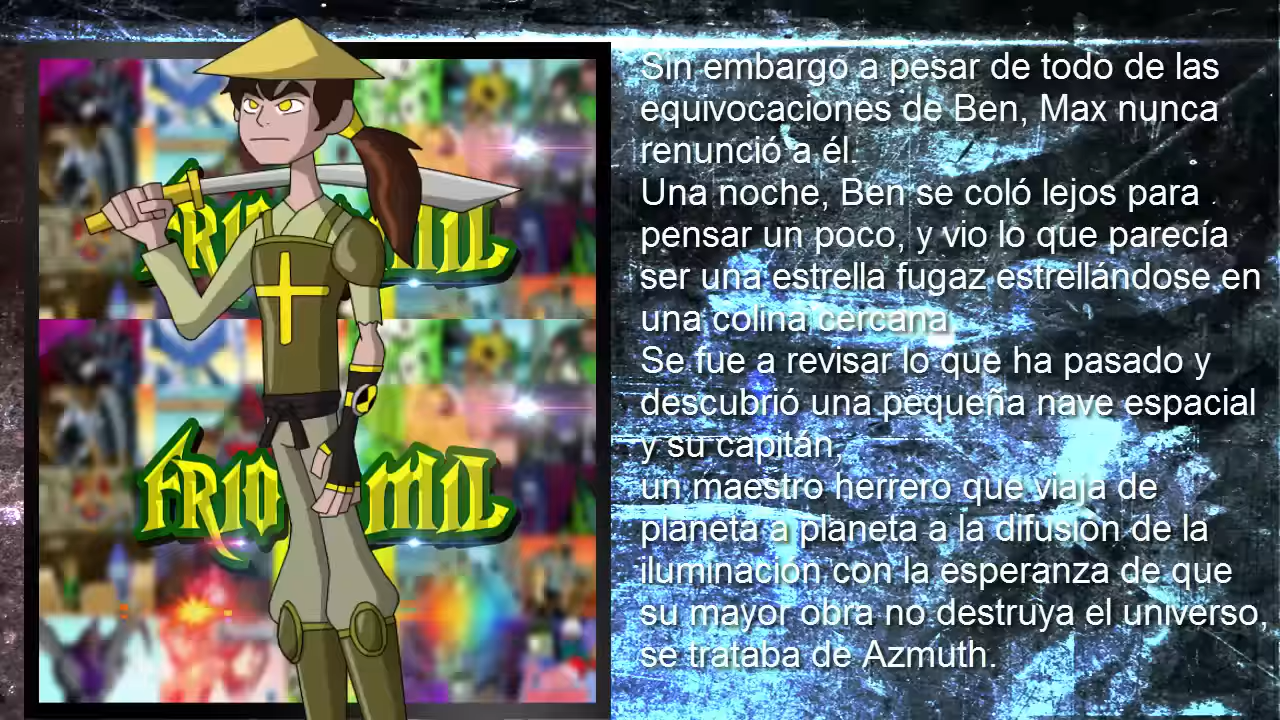 Sin embargo a pesar de todo de las
equivocaciones de Ben, Max nunca
renunció a él.
Una noche, Ben se coló lejos para
pensar un poco, y vio lo que parecía
ser una estrella fugaz estrellándose en
una colina cercana.
Se fue a revisar lo que ha pasado y
descubrió una pequeña nave espacial
y su capitán,
un maestro herrero que viaja de
planeta a planeta a la difusión de la
iluminación con la esperanza de que
su mayor obra no destruya el universo,
se trataba de Azmuth.
FRIO mIL